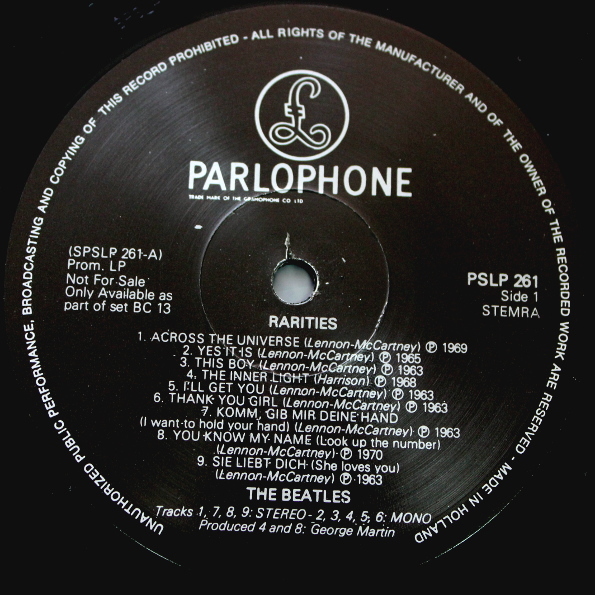 UNAUTHORIZED PUBLIC PERFORMANCE, BROADCASTING AND COPYING OF THIS RECORD PROHIBITED - ALL RIGHTS OF THE MANUFACTURER AND OF THE OWNER OF THE RECORDED WORK ARE RESERVED - MADE IN HOLLAND
£
PARLOPHONE
TRADE MARK OF THE GRAMOPHONE CO LTD
(SPSLP 261-A)
Prom. LP
Not For Sale
Only Available as
part of set BC 13
PSLP 261
Side 1
STEMRA
RARITIES
1. ACROSS THE UNIVERSE (Lennon-McCartney) ℗ 1969
2. YES IT IS (Lennon-McCartney) ℗ 1965
3. THIS BOY (Lennon-McCartney) ℗ 1963
4. THE INNER LIGHT (Harrison) ℗ 1968
5. I'LL GET YOU (Lennon-McCartney) ℗ 1963
6. THANK YOU GIRL (Lennon-McCartney) ℗ 1963
7. KOMM, GIB MIR DEINE HAND
(I want to hold your hand) (Lennon-McCartney) ℗ 1963
8. YOU KNOW MY NAME (Look up the number)
(Lennon-McCartney) ℗ 1970
9. SIE LIEBT DICH (She loves you)
(Lennon-McCartney) ℗ 1963
THE BEATLES
Tracks 1, 7, 8, 9: STEREO - 2, 3, 4, 5, 6: MONO
Produced 4 and 8: George Martin